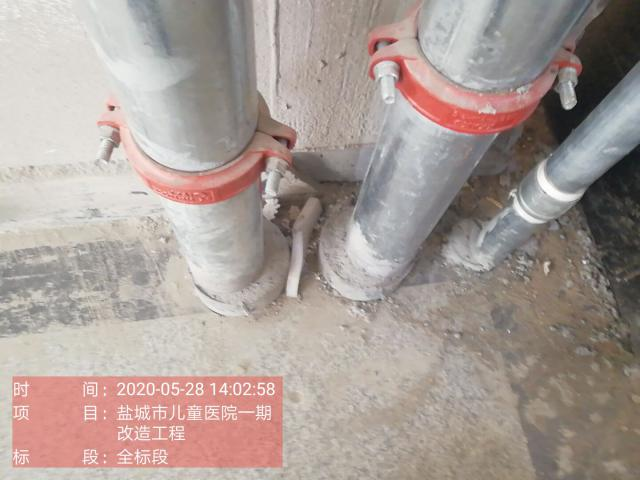 时 间：2020-05-28 14:02:58
项 目：盐城市儿童医院一期
改造工程
标 段：全标段